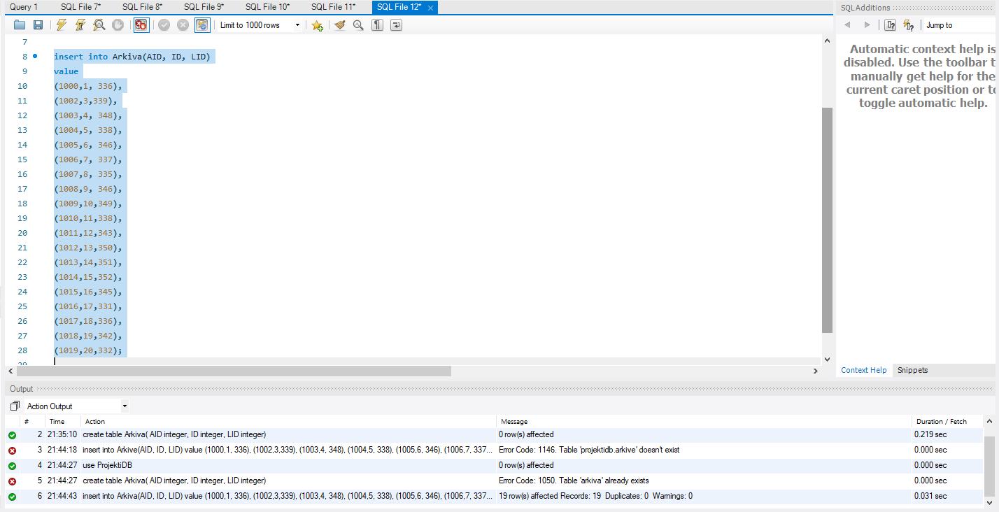 Query 1 SQL File 7* SQL File 8* SQL File 9* SQL File 10* SQL File 11* SQL File 12*
SQLAdditions
Limit to 1000 rows
Jump to
7
8 insert into Arkiva(AID, ID, LID)
9 value
10 (1000,1, 336),
11 (1002,3,339),
12 (1003,4, 348),
13 (1004,5, 338),
14 (1005,6, 346),
15 (1006,7, 337),
16 (1007,8, 335),
17 (1008,9, 346),
18 (1009,10,349),
19 (1010,11,338),
20 (1011,12,343),
21 (1012,13,350),
22 (1013,14,351),
23 (1014,15,352),
24 (1015,16,345),
25 (1016,17,331),
26 (1017,18,336),
27 (1018,19,342),
28 (1019,20,332);
29
Automatic context help is
disabled. Use the toolbar t
manually get help for the
current caret position or to
toggle automatic help.
Context Help Snippets
Output
Action Output
# Time Action Message Duration / Fetch
2 21:35:10 create table Arkiva( AID integer, ID integer, LID integer) 0 row(s) affected 0.219 sec
3 21:44:18 insert into Arkive(AID, ID, LID) value (1000,1, 336), (1002,3,339), (1003,4, 348), (1004,5, 338), (1005,6, 346), (1006,7, 337... Error Code: 1146. Table 'projektidb.arkive' doesn't exist 0.000 sec
4 21:44:27 use ProjektiDB 0 row(s) affected 0.000 sec
5 21:44:27 create table Arkiva( AID integer, ID integer, LID integer) Error Code: 1050. Table 'arkiva' already exists 0.000 sec
6 21:44:43 insert into Arkiva(AID, ID, LID) value (1000,1, 336), (1002,3,339), (1003,4, 348), (1004,5, 338), (1005,6, 346), (1006,7, 337... 19 row(s) affected Records: 19 Duplicates: 0 Warnings: 0 0.031 sec